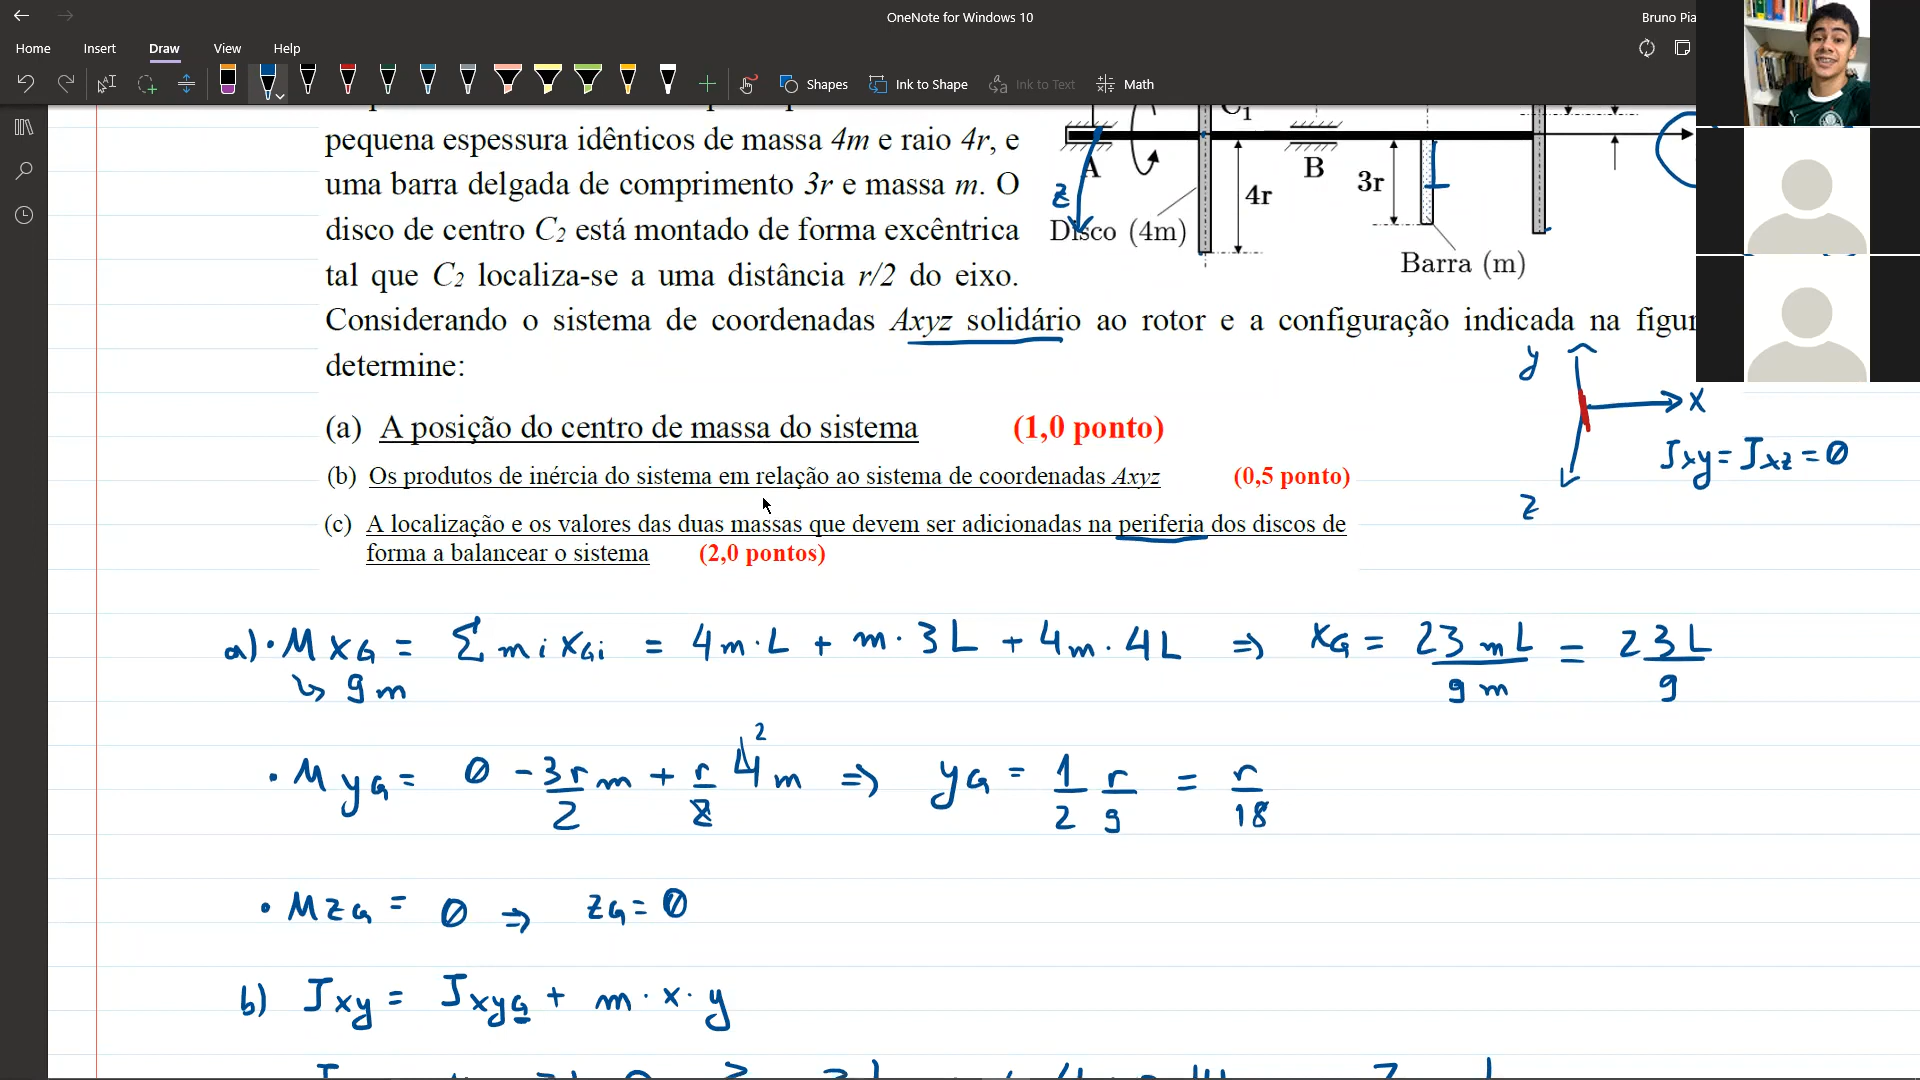 OneNote for Windows 10
Bruno Pia
Home Insert Draw View Help
Shapes Ink to Shape Ink to Text Math
pequena espessura idênticos de massa 4m e raio 4r, e
uma barra delgada de comprimento 3r e massa m. O
disco de centro C₂ está montado de forma excêntrica
tal que C₂ localiza-se a uma distância r/2 do eixo.
Considerando o sistema de coordenadas Axyz solidário ao rotor e a configuração indicada na figur
determine:
C₁
A
B
z
4r
3r
Disco (4m)
Barra (m)
(a) A posição do centro de massa do sistema (1,0 ponto)
(b) Os produtos de inércia do sistema em relação ao sistema de coordenadas Axyz (0,5 ponto)
(c) A localização e os valores das duas massas que devem ser adicionadas na periferia dos discos de
forma a balancear o sistema (2,0 pontos)
y
x
z
Jxy = Jxz = 0
a) • M xG = Σ mi xGi = 4m · L + m · 3L + 4m · 4L ⇒ xG = 23 mL / 9m = 23L / 9
↳ 9m
• M yG = 0 - 3r/2 m + r/2 4² m ⇒ yG = 1/2 r/9 = r/18
• M zG = 0 ⇒ zG = 0
b) Jxy = JxyG + m · x · y